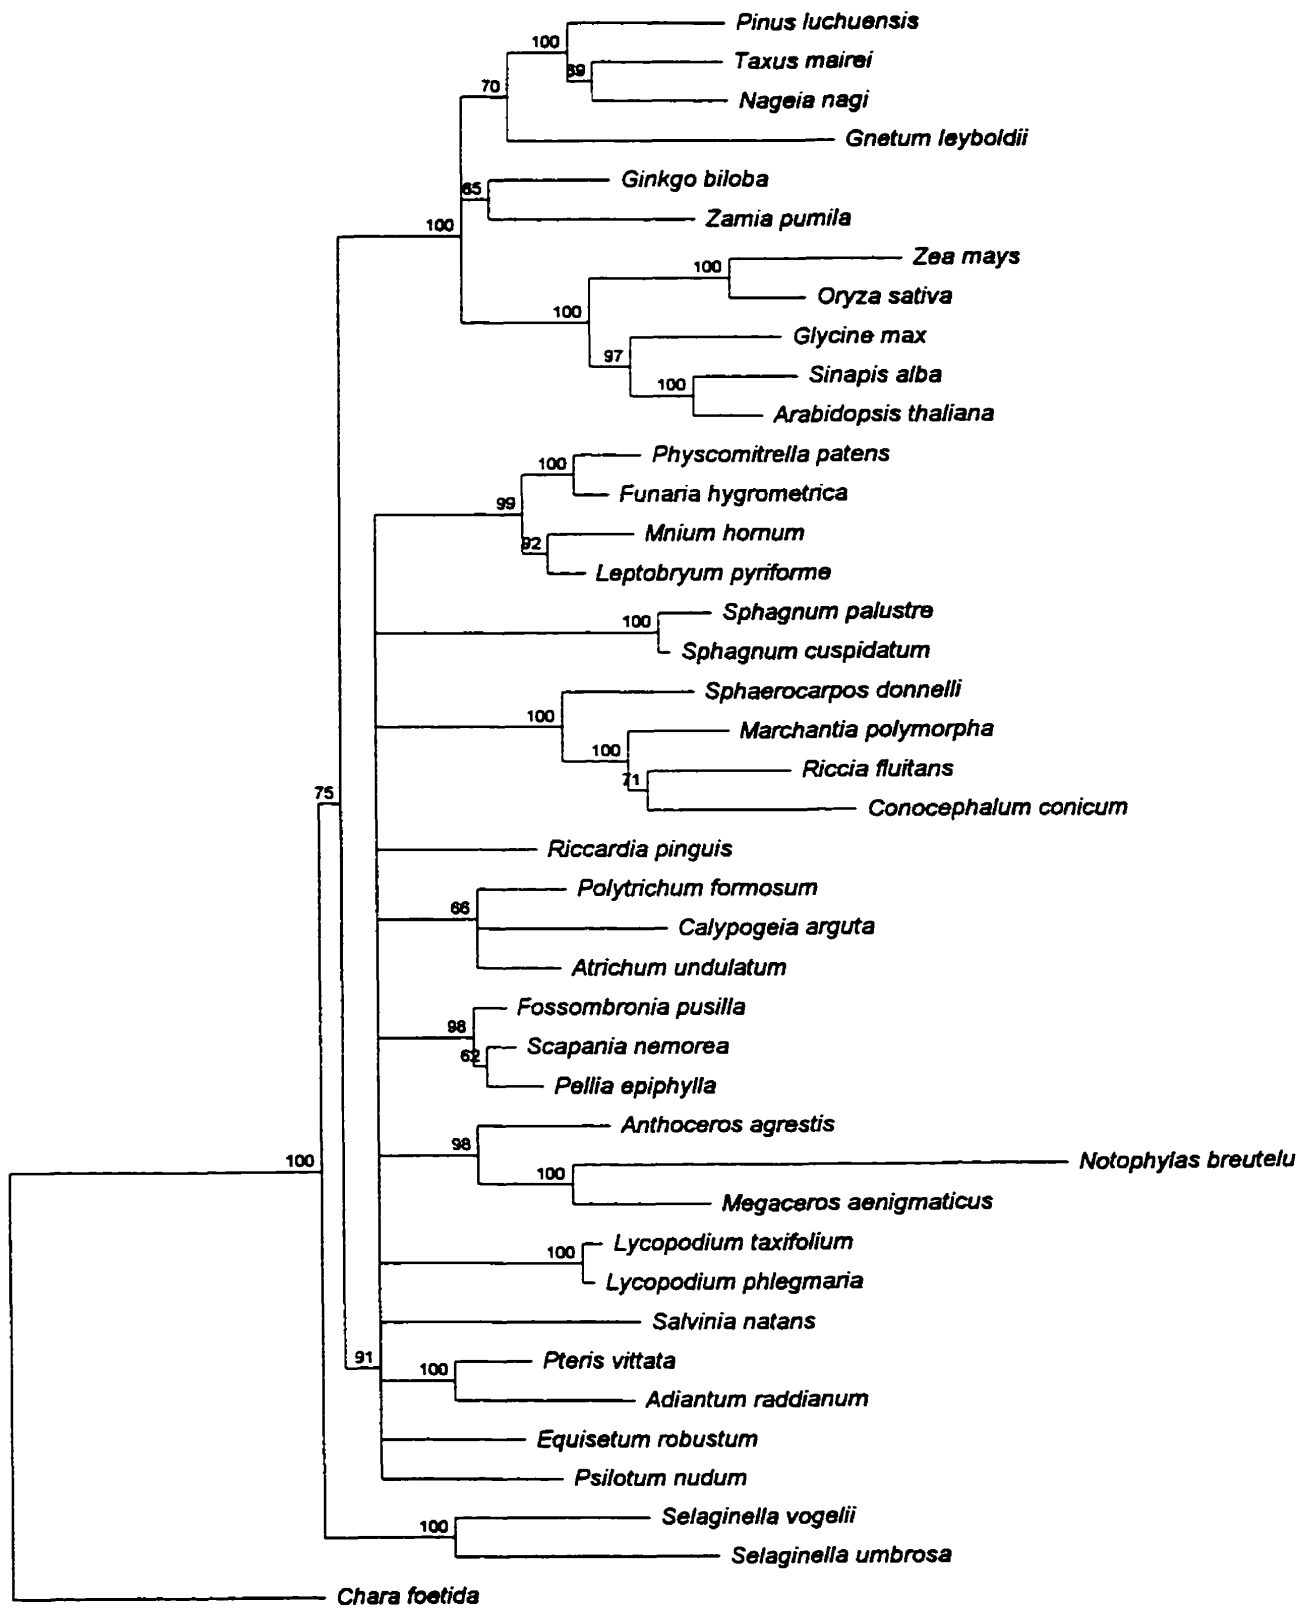 Pinus luchuensis
100
Taxus mairei
89
70
Nageia nagi
Gnetum leyboldii
Ginkgo biloba
65
Zamia pumila
100
Zea mays
100
Oryza sativa
100
Glycine max
97
Sinapis alba
100
Arabidopsis thaliana
Physcomitrella patens
100
Funaria hygrometrica
99
Mnium hornum
92
Leptobryum pyriforme
Sphagnum palustre
100
Sphagnum cuspidatum
Sphaerocarpos donnelli
100
Marchantia polymorpha
100
Riccia fluitans
71
75
Conocephalum conicum
Riccardia pinguis
Polytrichum formosum
66
Calypogeia arguta
Atrichum undulatum
Fossombronia pusilla
98
Scapania nemorea
62
Pellia epiphylla
Anthoceros agrestis
98
100
Notophylas breutelu
100
Megaceros aenigmaticus
Lycopodium taxifolium
100
Lycopodium phlegmaria
Salvinia natans
91
Pteris vittata
100
Adiantum raddianum
Equisetum robustum
Psilotum nudum
Selaginella vogelii
100
Selaginella umbrosa
Chara foetida